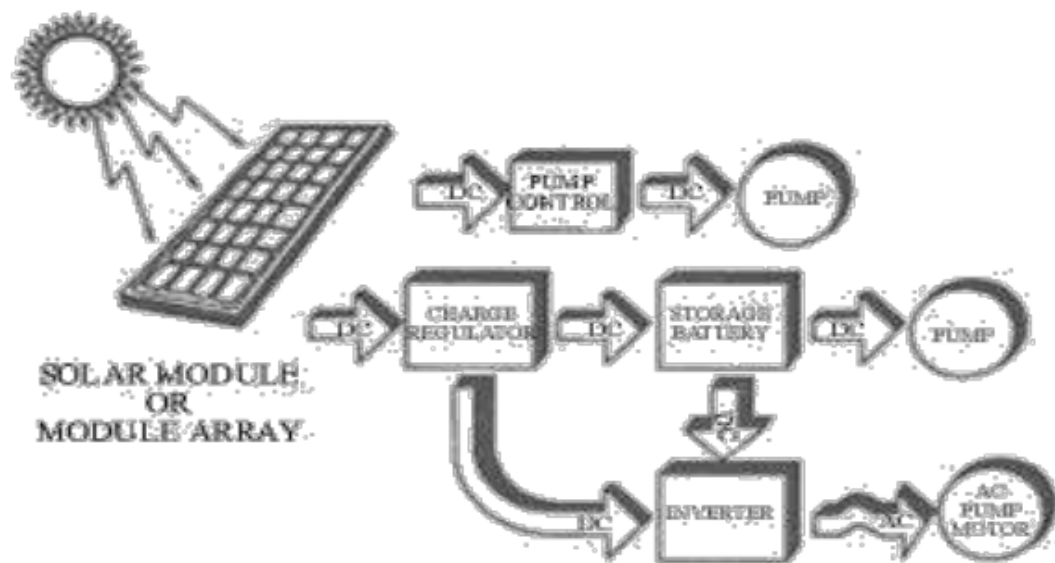 DC
PUMP
CONTROL
DC
PUMP
DC
CHARGE
REGULATOR
DC
STORAGE
BATTERY
DC
PUMP
SOLAR MODULE
OR
MODULE ARRAY
DC
DC
INVERTER
AC
AC
PUMP
MOTOR